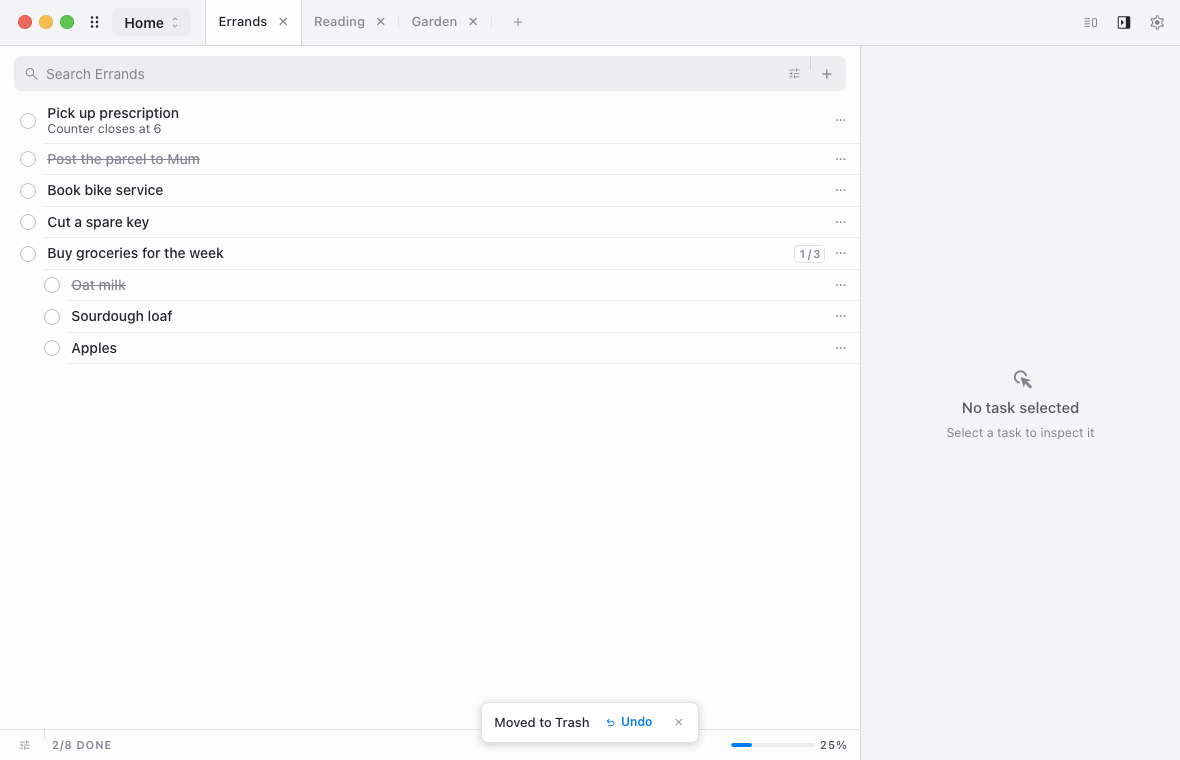 Home
Errands
Reading
Garden
Search Errands
Pick up prescription
Counter closes at 6
Post the parcel to Mum
Book bike service
Cut a spare key
Buy groceries for the week
1/3
Oat milk
Sourdough loaf
Apples
No task selected
Select a task to inspect it
Moved to Trash
Undo
2/8 DONE
25%